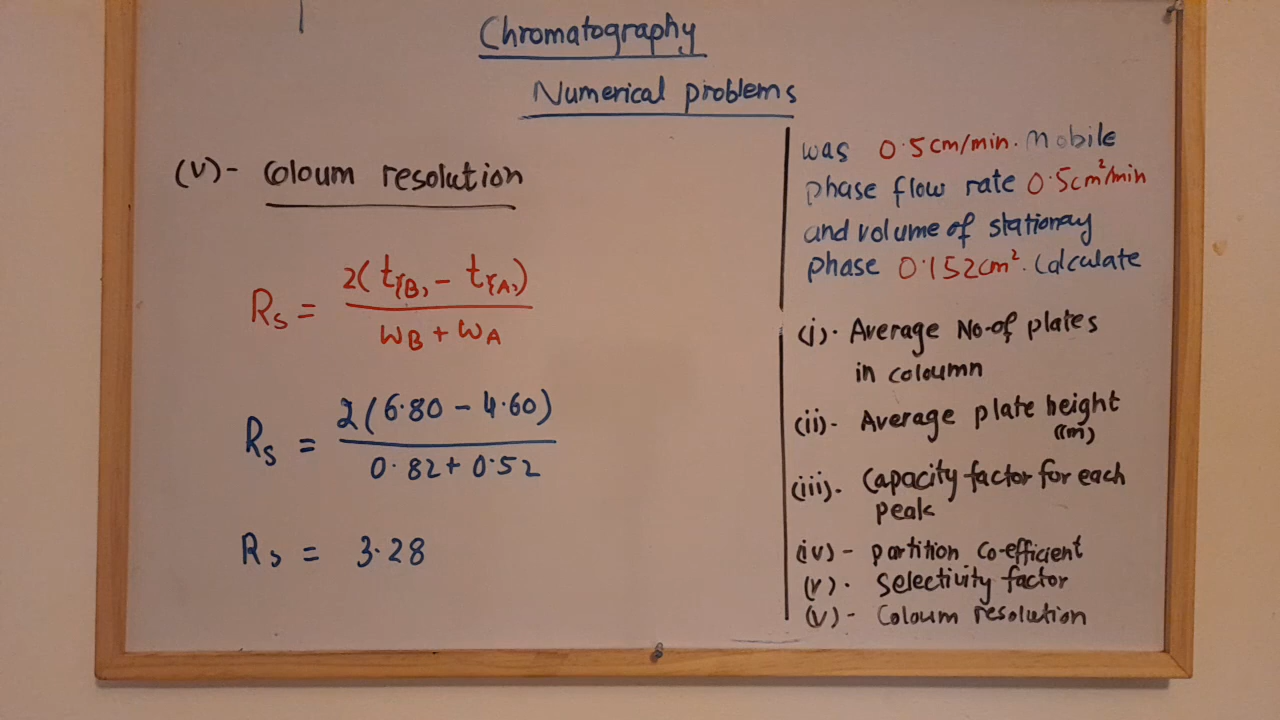 Chromatography
Numerical problems
(V)- Coloum resolution
Rs = 2(tr(B) - tr(A)) / WB + WA
Rs = 2(6.80 - 4.60) / 0.82 + 0.52
Rs = 3.28
was 0.5cm/min. Mobile
phase flow rate 0.5cm²/min
and volume of stationary
phase 0.152cm². Calculate
(i). Average No-of plates
in coloumn
(ii)- Average plate height
(cm)
(iii)- Capacity factor for each
peak
(iv)- partition co-efficient
(v). Selectivity factor
(V)- Coloum resolution